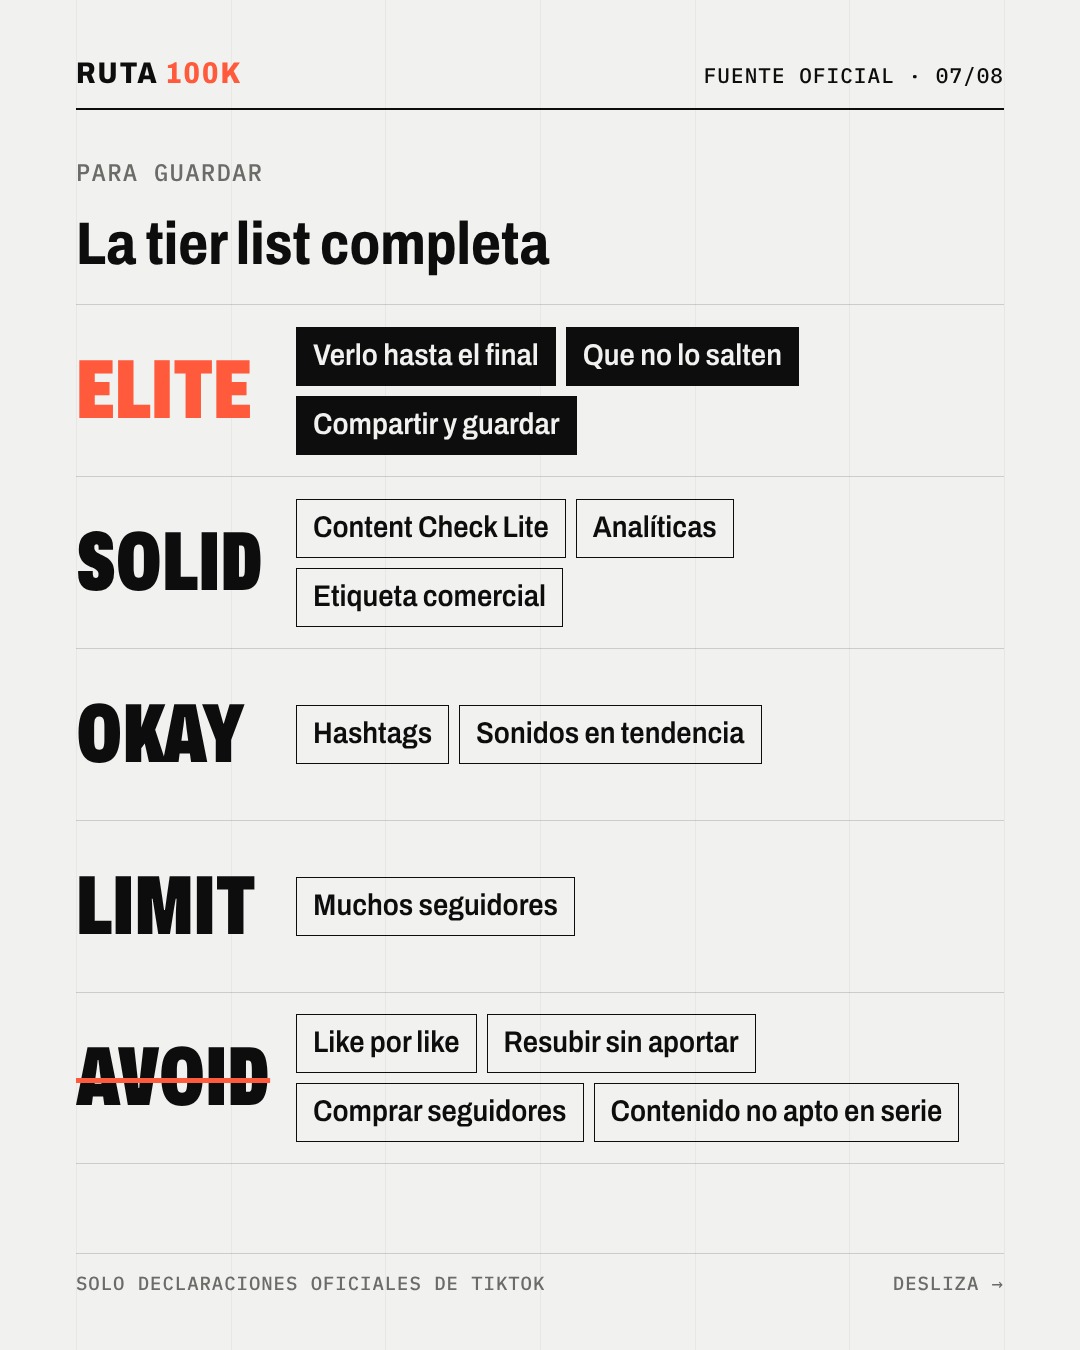 RUTA 100K
FUENTE OFICIAL · 07/08
PARA GUARDAR
La tier list completa
ELITE
Verlo hasta el final
Que no lo salten
Compartir y guardar
SOLID
Content Check Lite
Analíticas
Etiqueta comercial
OKAY
Hashtags
Sonidos en tendencia
LIMIT
Muchos seguidores
AVOID
Like por like
Resubir sin aportar
Comprar seguidores
Contenido no apto en serie
SOLO DECLARACIONES OFICIALES DE TIKTOK
DESLIZA →